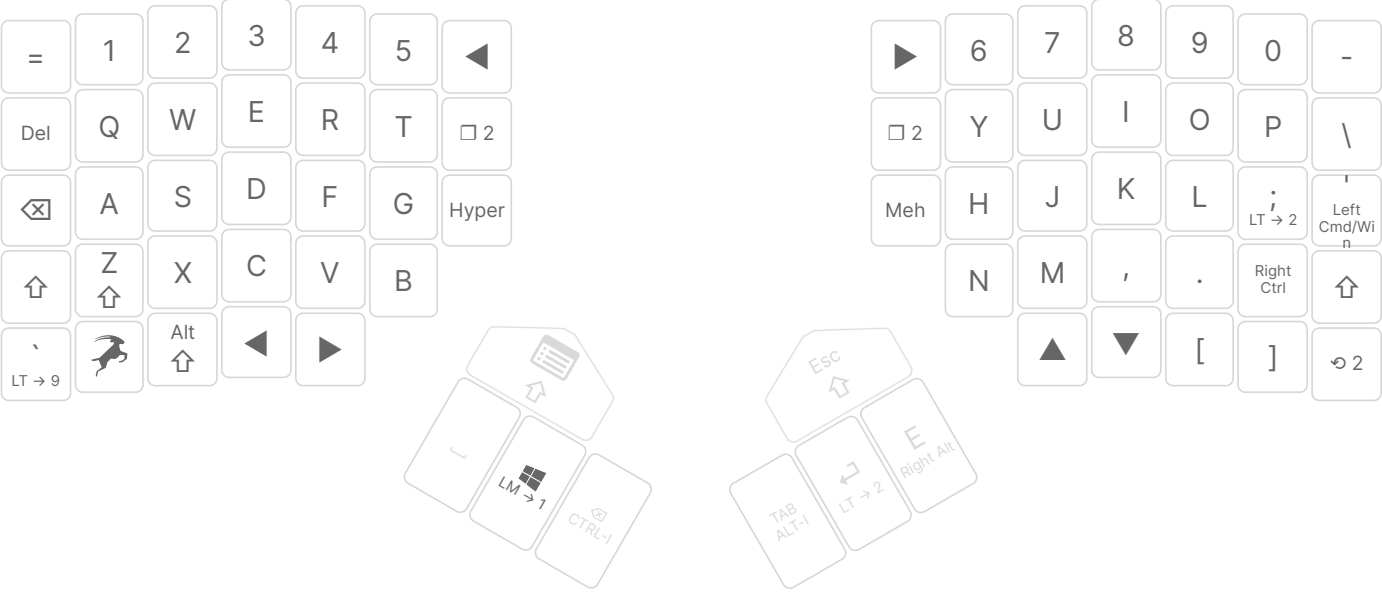 = 1 2 3 4 5 ◀ ▶ 6 7 8 9 0 -
Del Q W E R T ❐ 2 ❐ 2 Y U I O P \
⌫ A S D F G Hyper Meh H J K L ; '
LT → 2 Left
Cmd/Wi
n
⇧ Z X C V B N M , . Right ⇧
⇧ Ctrl
` Alt ◀ ▶ ▲ ▼ [ ] ⟲ 2
LT → 9 ⇧
Esc
⇧ ⇧
⎵ E
Right Alt
LM → 1 LT → 2
⌫ TAB
CTRL-I ALT-I